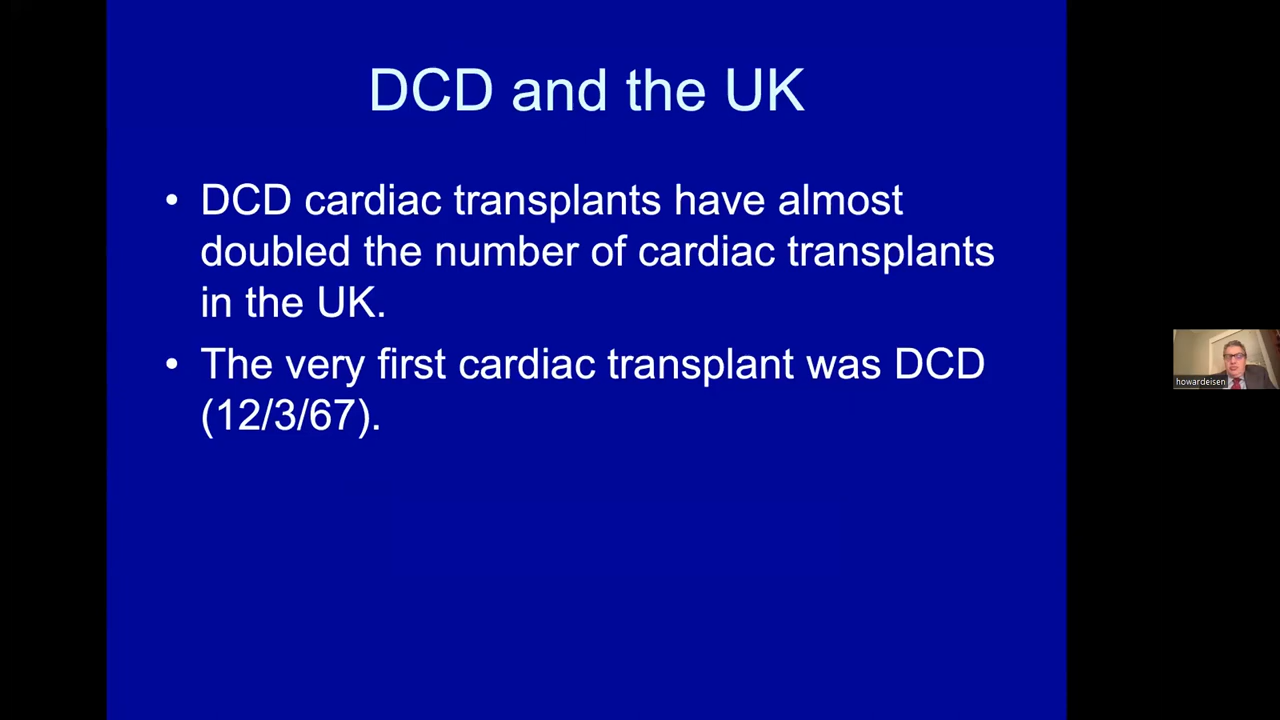 DCD and the UK
• DCD cardiac transplants have almost
doubled the number of cardiac transplants
in the UK.
• The very first cardiac transplant was DCD
(12/3/67).
howardeisen